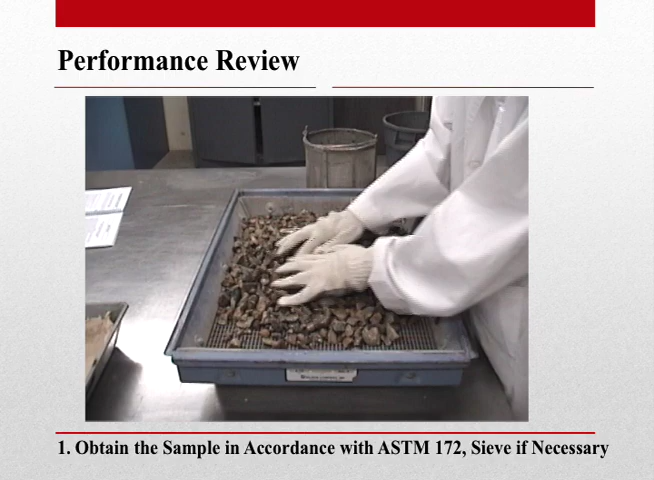 Performance Review
1. Obtain the Sample in Accordance with ASTM 172, Sieve if Necessary